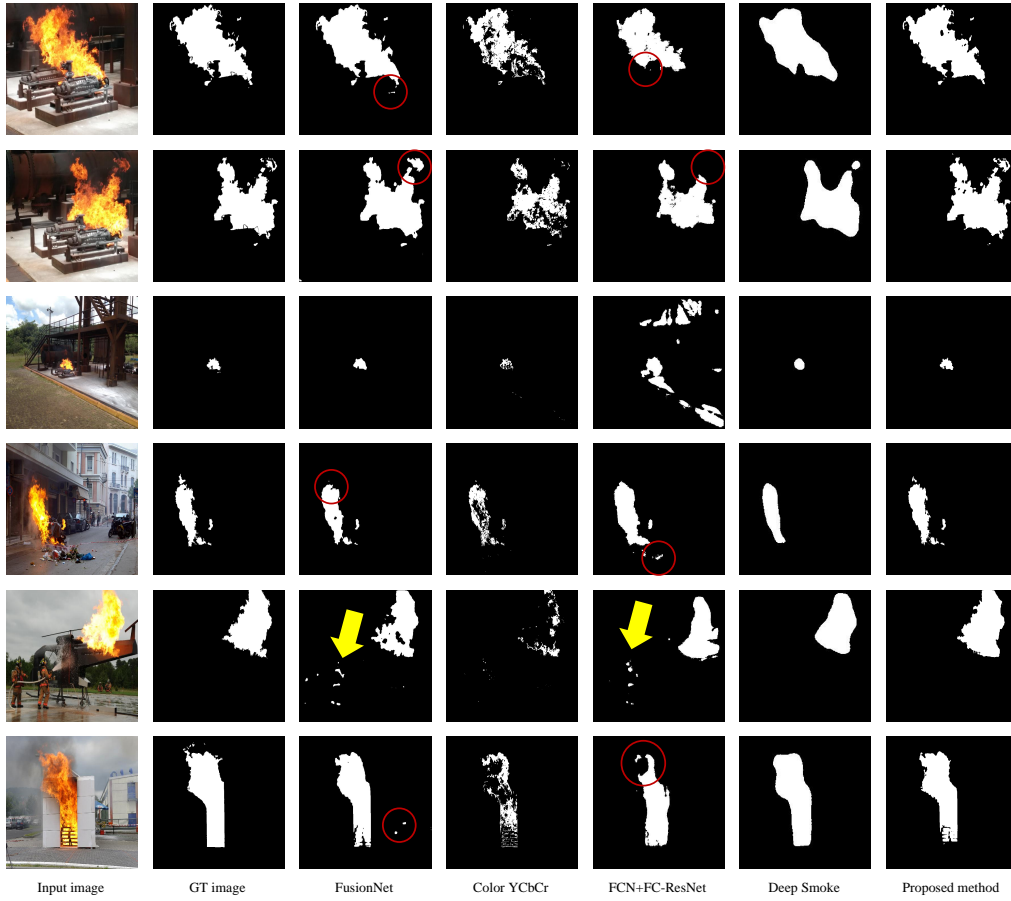 Input image
GT image
FusionNet
Color YCbCr
FCN+FC-ResNet
Deep Smoke
Proposed method